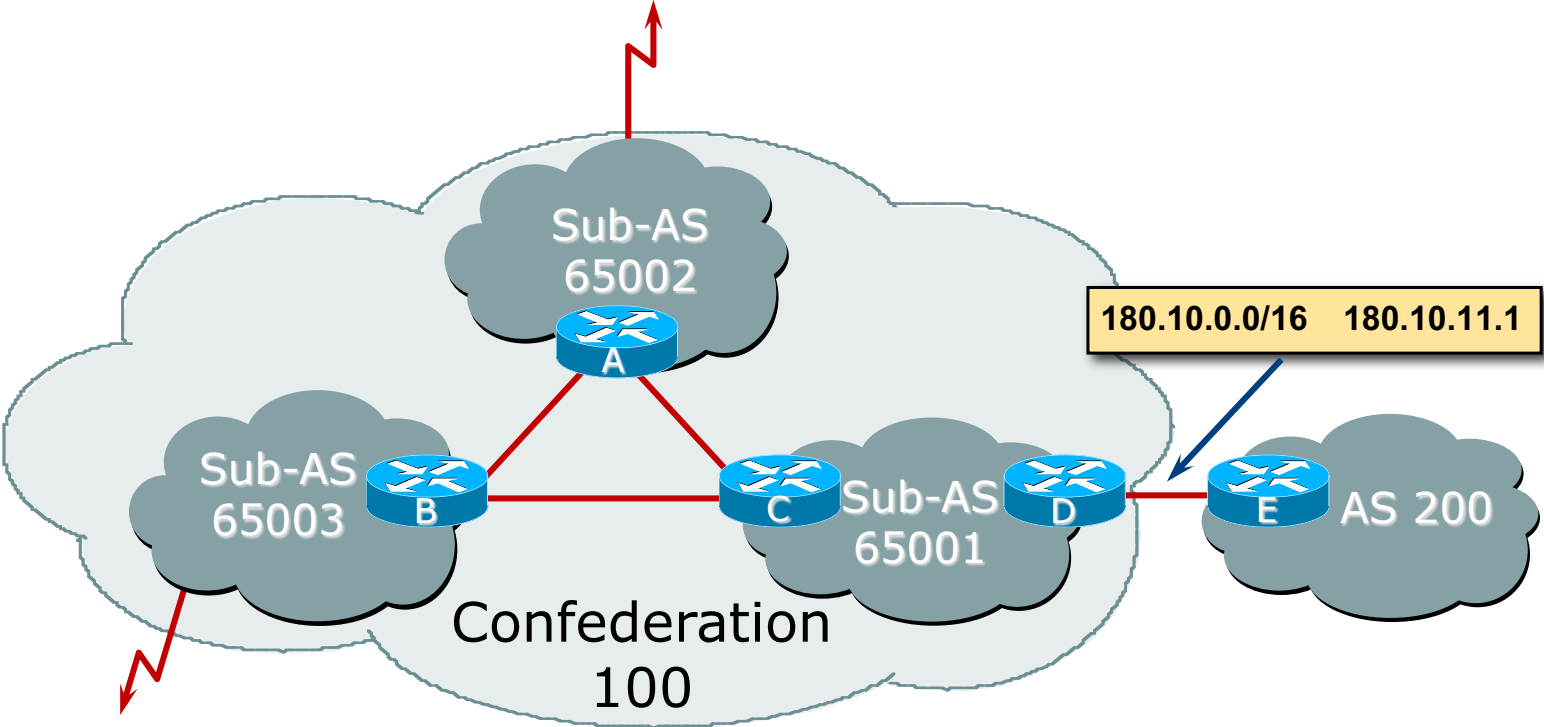 Sub-AS
65002
180.10.0.0/16 180.10.11.1
A
Sub-AS
65003
B
C
Sub-AS
65001
D
E
AS 200
Confederation
100